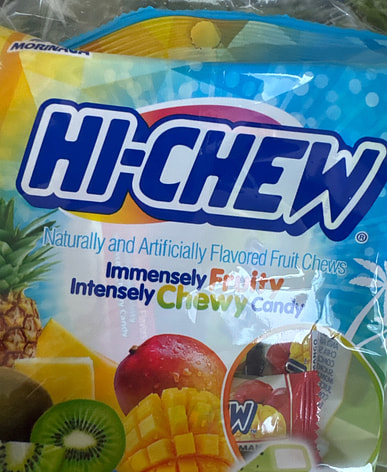 MORINAGA
HI-CHEW
®
Naturally and Artificially Flavored Fruit Chews
Immensely Fruity
Intensely Chewy Candy